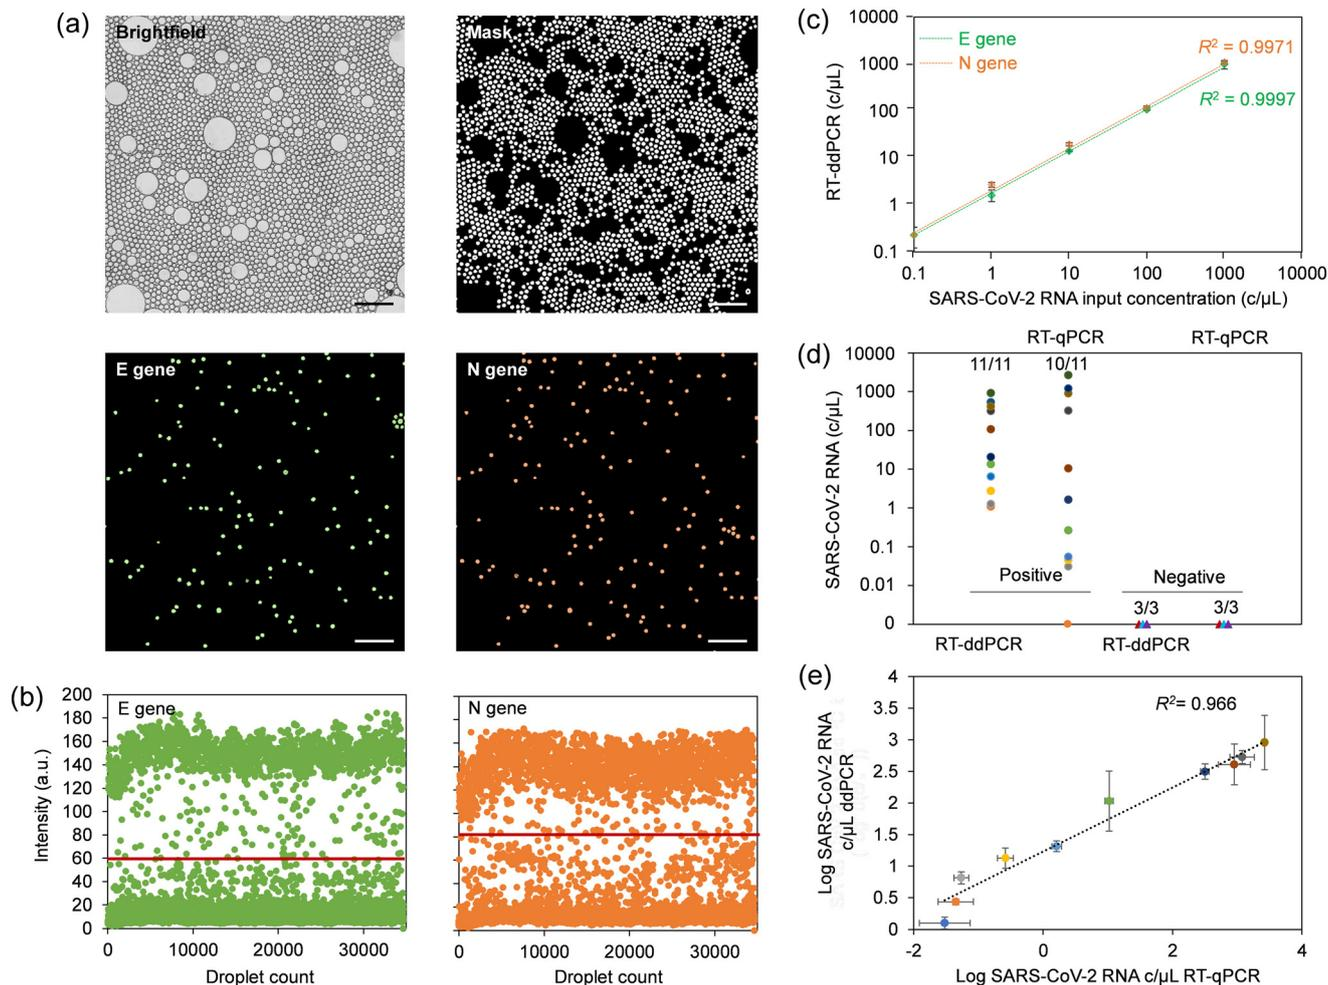 (a)
Brightfield
Mask
E gene
N gene
(b)
200
180
160
140
120
100
80
60
40
20
0
Intensity (a.u.)
E gene
0
10000
20000
30000
Droplet count
N gene
0
10000
20000
30000
Droplet count
(c)
10000
1000
100
10
1
0.1
RT-ddPCR (c/µL)
E gene
N gene
R² = 0.9971
R² = 0.9997
0.1
1
10
100
1000
10000
SARS-CoV-2 RNA input concentration (c/µL)
(d)
RT-qPCR
RT-qPCR
10000
1000
100
10
1
0.1
0.01
0
SARS-CoV-2 RNA (c/µL)
11/11
10/11
Positive
Negative
3/3
3/3
RT-ddPCR
RT-ddPCR
(e)
4
3.5
3
2.5
2
1.5
1
0.5
0
Log SARS-CoV-2 RNA
c/µL ddPCR
R²= 0.966
-2
0
2
4
Log SARS-CoV-2 RNA c/µL RT-qPCR